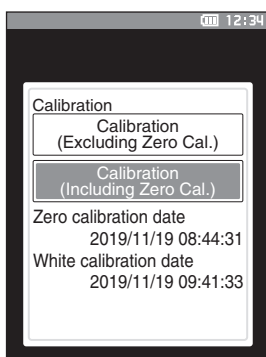 12:34
Calibration
Calibration
(Excluding Zero Cal.)
Calibration
(Including Zero Cal.)
Zero calibration date
2019/11/19 08:44:31
White calibration date
2019/11/19 09:41:33